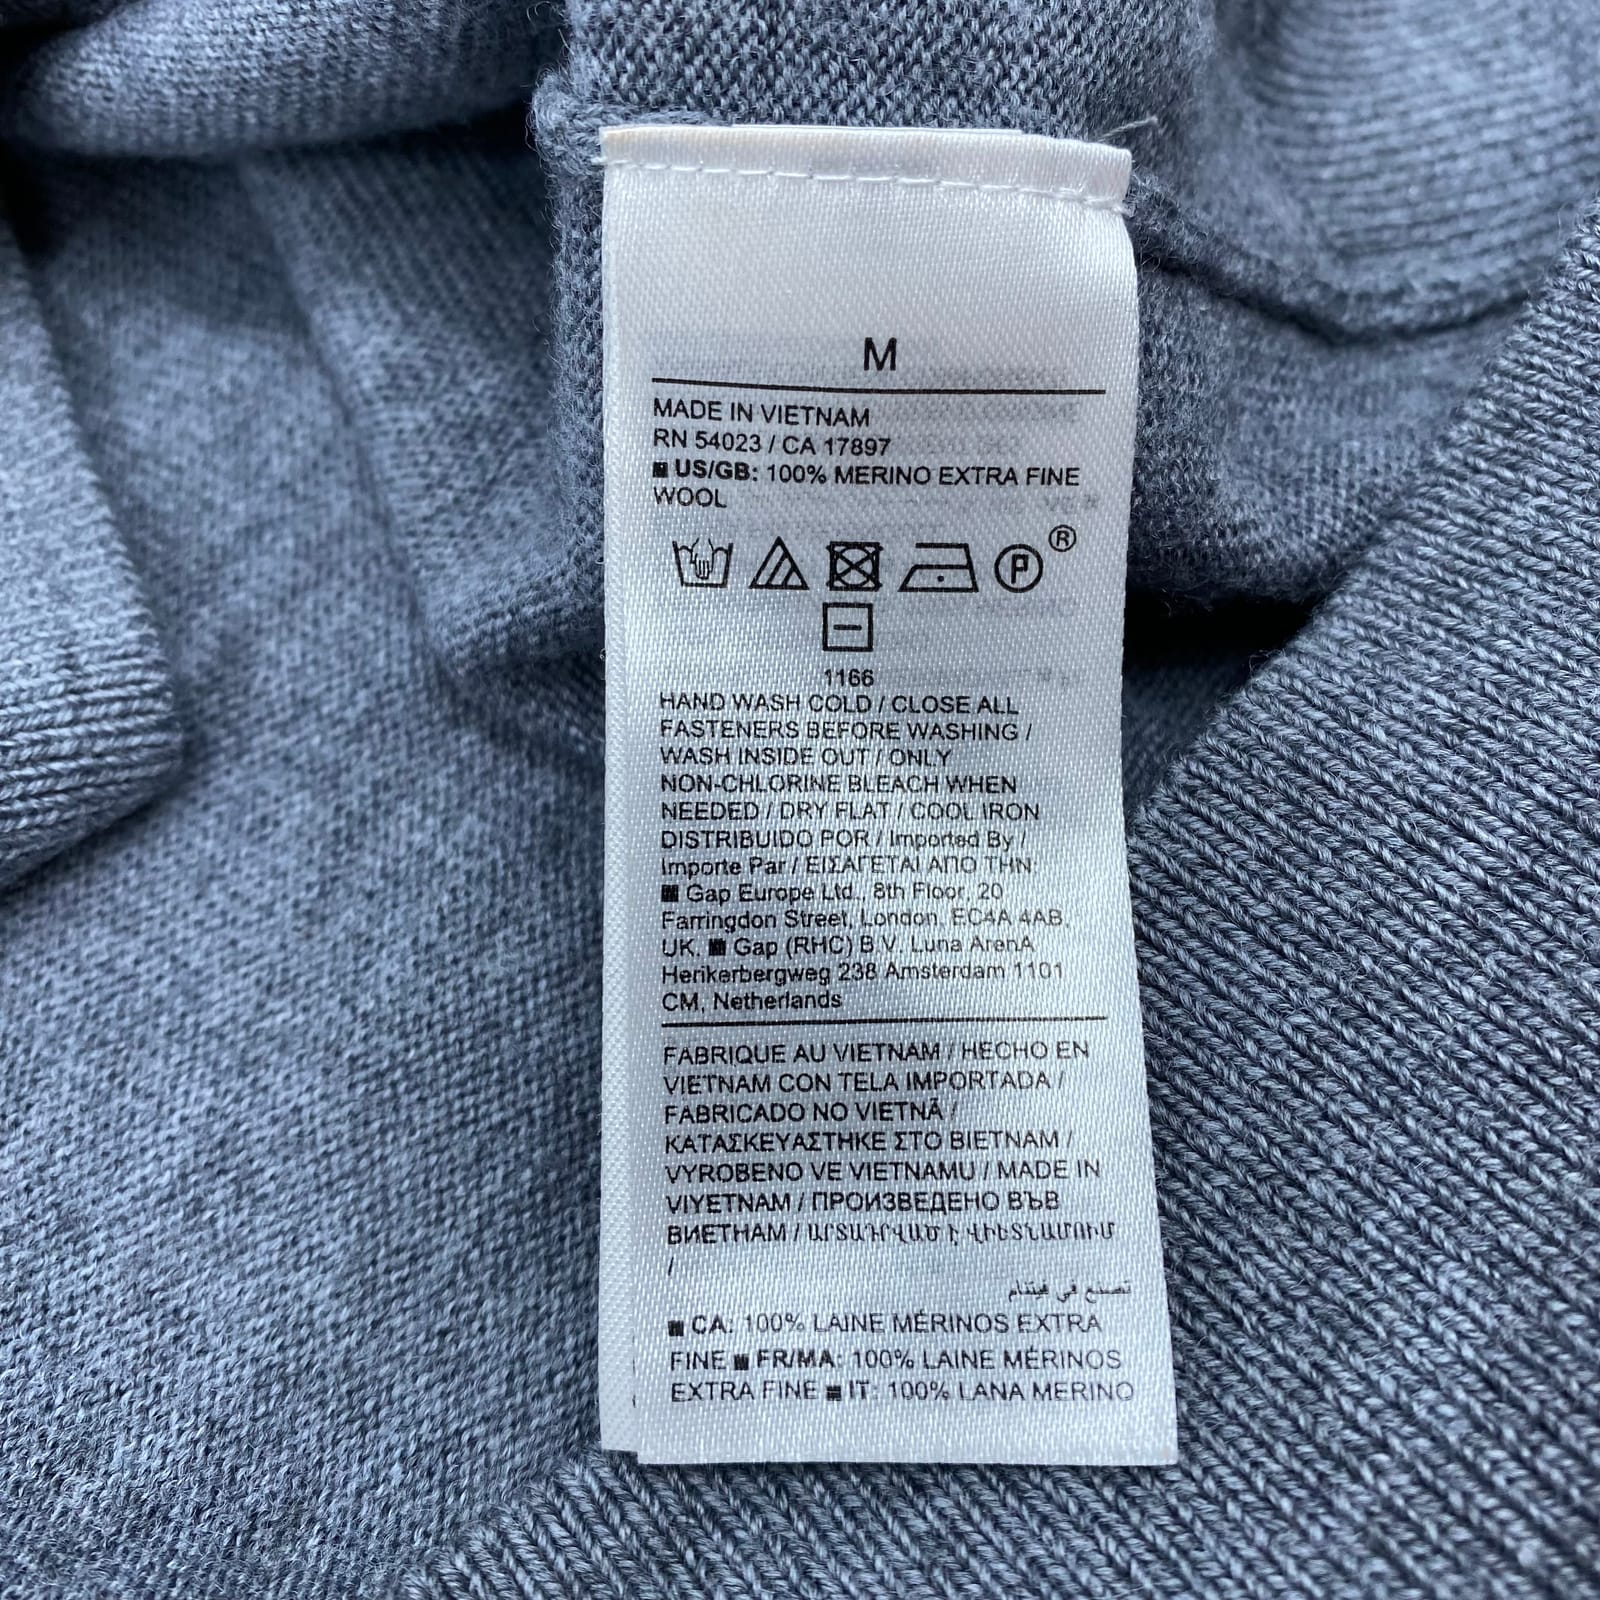 M
MADE IN VIETNAM
RN 54023 / CA 17897
US/GB: 100% MERINO EXTRA FINE
WOOL
P ®
1166
HAND WASH COLD / CLOSE ALL
FASTENERS BEFORE WASHING /
WASH INSIDE OUT / ONLY
NON-CHLORINE BLEACH WHEN
NEEDED / DRY FLAT / COOL IRON
DISTRIBUIDO POR / Imported By /
Importe Par / ΕΙΣΑΓΕΤΑΙ ΑΠΟ ΤΗΝ:
Gap Europe Ltd., 8th Floor, 20
Farringdon Street, London, EC4A 4AB,
UK. Gap (RHC) B.V. Luna ArenA
Herikerbergweg 238 Amsterdam 1101
CM, Netherlands
FABRIQUE AU VIETNAM / HECHO EN
VIETNAM CON TELA IMPORTADA /
FABRICADO NO VIETNÃ /
ΚΑΤΑΣΚΕΥΑΣΤΗΚΕ ΣΤΟ ΒΙΕΤΝΑΜ /
VYROBENO VE VIETNAMU / MADE IN
VIYETNAM / ПРОИЗВЕДЕНО ВЪВ
ВИЕТНАМ / ԱՐՏԱԴՐՎԱԾ Է ՎԻԵՏՆԱՄՈՒՄ
/
تصنع في فيتنام
CA: 100% LAINE MÉRINOS EXTRA
FINE FR/MA: 100% LAINE MÉRINOS
EXTRA FINE IT: 100% LANA MERINO